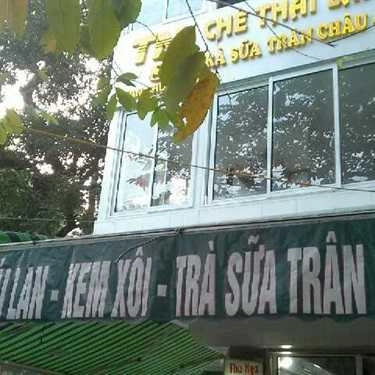 CHÈ THÁI
TRÀ SỮA TRÂN CHÂU
LAN - KEM XÔI - TRÀ SỮA TRÂN